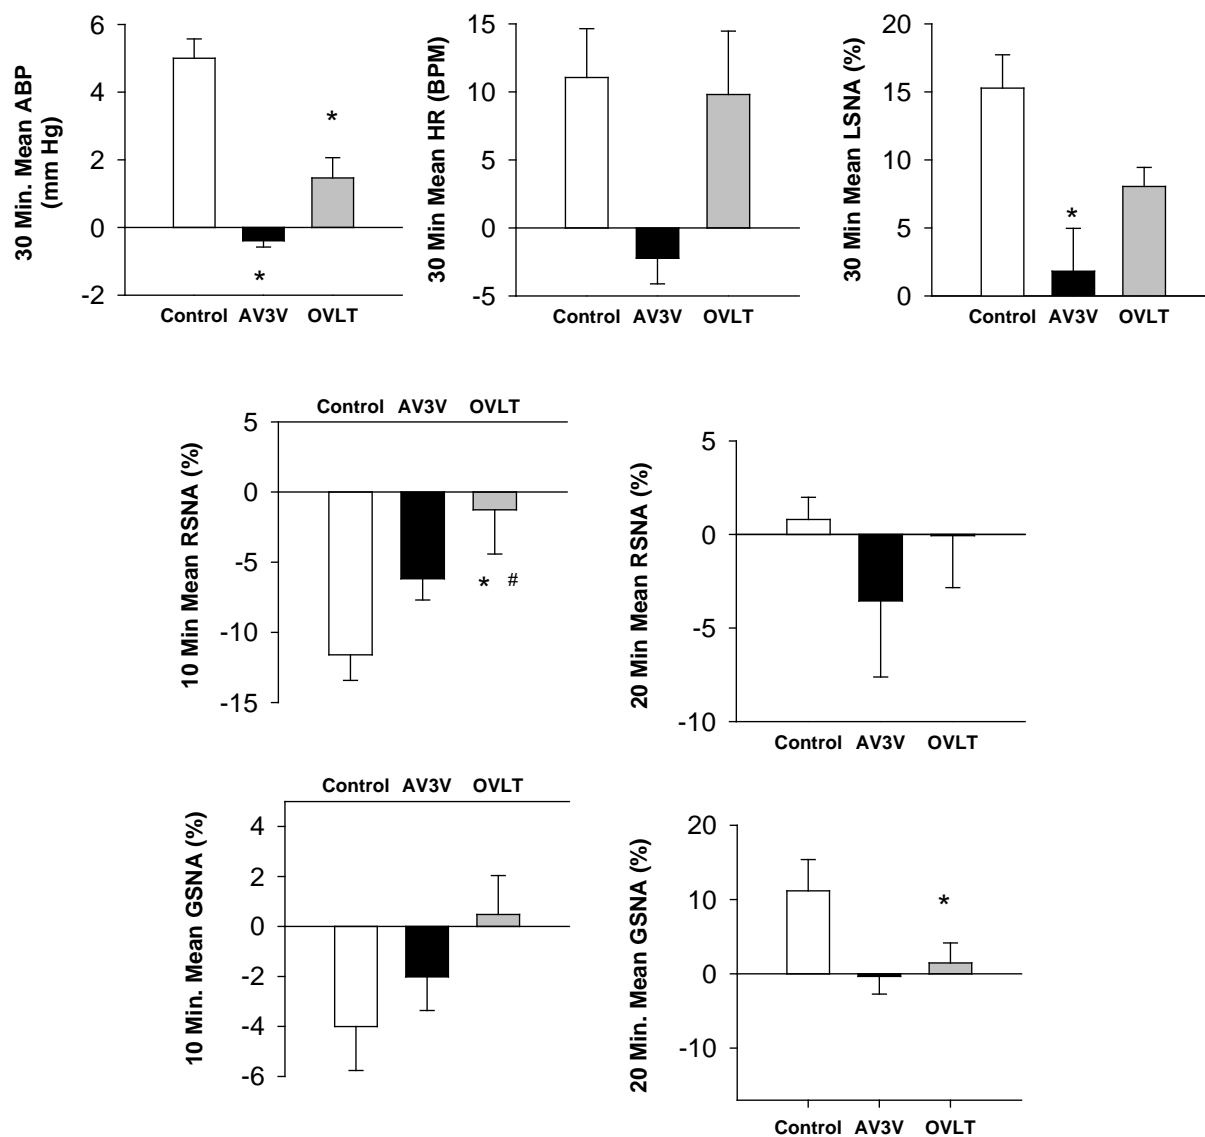 30 Min. Mean ABP
(mm Hg)
6
4
2
0
-2
*
*
Control AV3V OVLT
30 Min Mean HR (BPM)
15
10
5
0
-5
Control AV3V OVLT
30 Min Mean LSNA (%)
20
15
10
5
0
*
Control AV3V OVLT
10 Min Mean RSNA (%)
Control AV3V OVLT
5
0
-5
-10
-15
* #
20 Min Mean RSNA (%)
5
0
-5
-10
Control AV3V OVLT
10 Min. Mean GSNA (%)
Control AV3V OVLT
4
2
0
-2
-4
-6
20 Min. Mean GSNA (%)
20
10
0
-10
*
Control AV3V OVLT